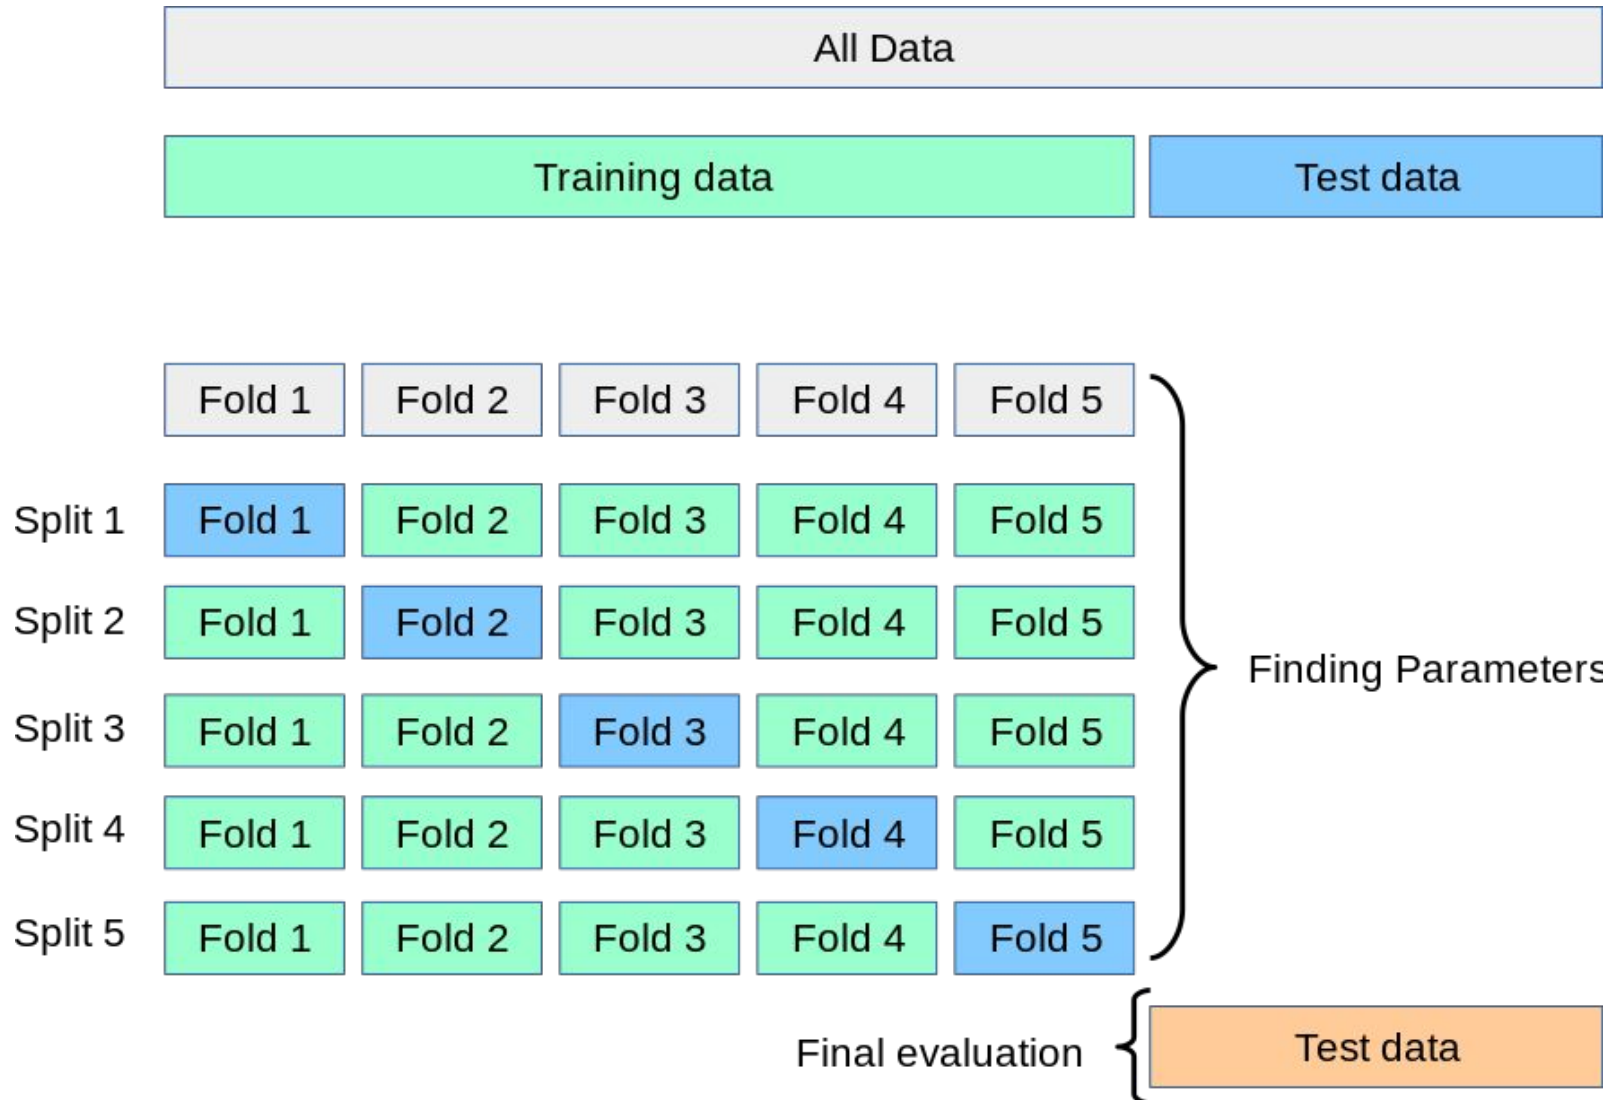 All Data
Training data Test data
Fold 1 Fold 2 Fold 3 Fold 4 Fold 5
Split 1 Fold 1 Fold 2 Fold 3 Fold 4 Fold 5
Split 2 Fold 1 Fold 2 Fold 3 Fold 4 Fold 5
Finding Parameters
Split 3 Fold 1 Fold 2 Fold 3 Fold 4 Fold 5
Split 4 Fold 1 Fold 2 Fold 3 Fold 4 Fold 5
Split 5 Fold 1 Fold 2 Fold 3 Fold 4 Fold 5
Final evaluation Test data